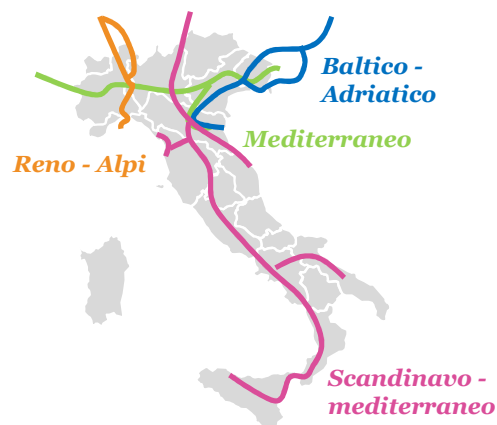 Baltico -
Adriatico
Mediterraneo
Reno - Alpi
Scandinavo -
mediterraneo